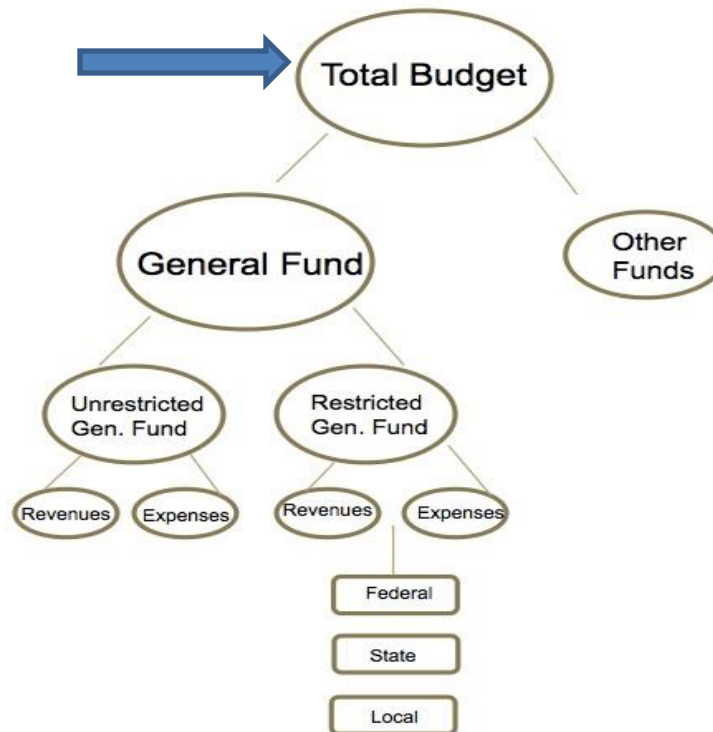 Total Budget
General Fund
Other
Funds
Unrestricted
Gen. Fund
Restricted
Gen. Fund
Revenues
Expenses
Revenues
Expenses
Federal
State
Local